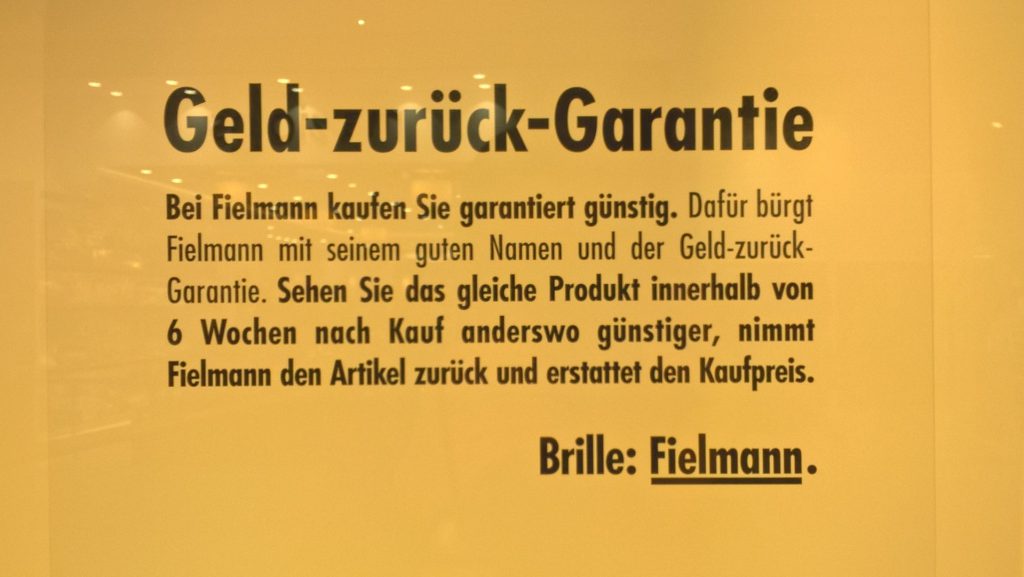 Geld-zurück-Garantie
Bei Fielmann kaufen Sie garantiert günstig. Dafür bürgt
Fielmann mit seinem guten Namen und der Geld-zurück-
Garantie. Sehen Sie das gleiche Produkt innerhalb von
6 Wochen nach Kauf anderswo günstiger, nimmt
Fielmann den Artikel zurück und erstattet den Kaufpreis.
Brille: Fielmann.